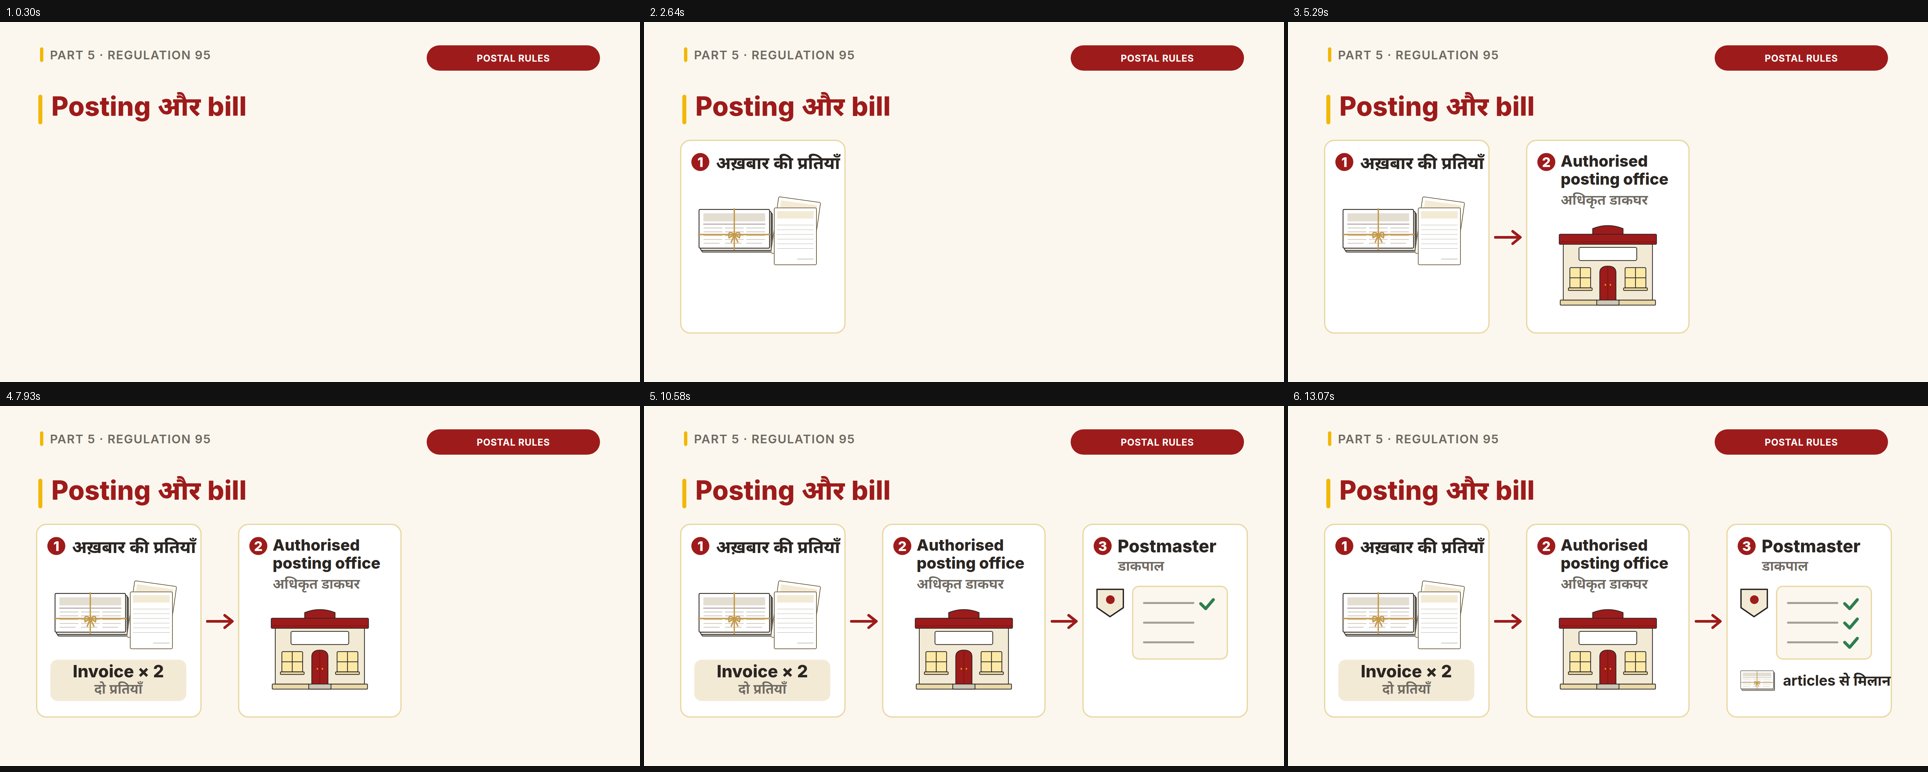 1. 0.30s
PART 5 · REGULATION 95
POSTAL RULES
Posting और bill
2. 2.64s
PART 5 · REGULATION 95
POSTAL RULES
Posting और bill
1 अख़बार की प्रतियाँ
3. 5.29s
PART 5 · REGULATION 95
POSTAL RULES
Posting और bill
1 अख़बार की प्रतियाँ
2 Authorised
posting office
अधिकृत डाकघर
4. 7.93s
PART 5 · REGULATION 95
POSTAL RULES
Posting और bill
1 अख़बार की प्रतियाँ
Invoice × 2
दो प्रतियाँ
2 Authorised
posting office
अधिकृत डाकघर
5. 10.58s
PART 5 · REGULATION 95
POSTAL RULES
Posting और bill
1 अख़बार की प्रतियाँ
Invoice × 2
दो प्रतियाँ
2 Authorised
posting office
अधिकृत डाकघर
3 Postmaster
डाकपाल
6. 13.07s
PART 5 · REGULATION 95
POSTAL RULES
Posting और bill
1 अख़बार की प्रतियाँ
Invoice × 2
दो प्रतियाँ
2 Authorised
posting office
अधिकृत डाकघर
3 Postmaster
डाकपाल
articles से मिलान